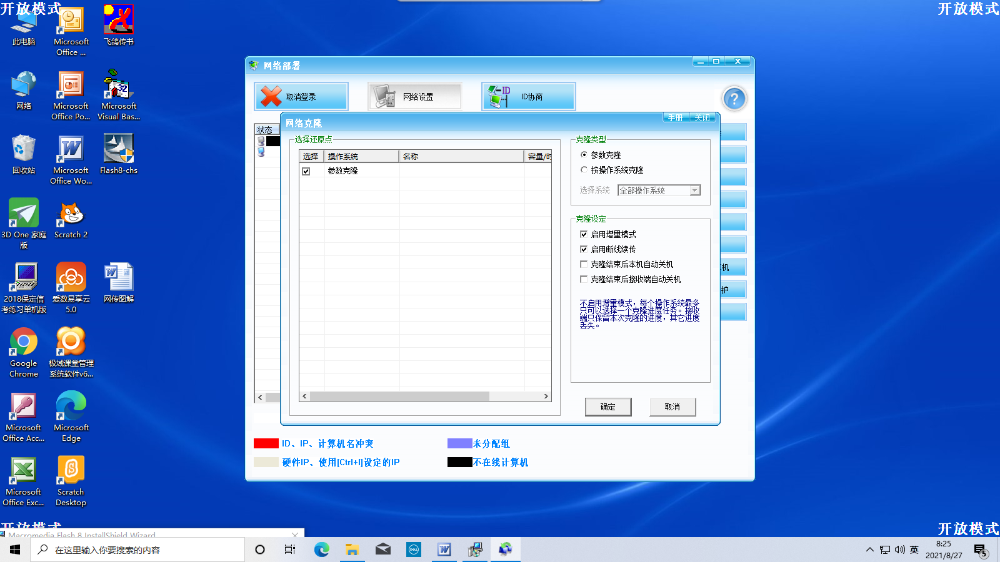 开放模式
开放模式
此电脑
Microsoft
Office ...
飞鸽传书
网络
Microsoft
Office Po...
Microsoft
Visual Bas...
回收站
Microsoft
Office Wo...
Flash8-chs
3D One 家庭
版
Scratch 2
2018保定信
考练习单机版
爱数易享云
5.0
网传图解
Google
Chrome
极域课堂管理
系统软件v6...
Microsoft
Office Acc...
Microsoft
Edge
Microsoft
Office Exc...
Scratch
Desktop
网络部署
取消登录
网络设置
ID
ID协商
?
状态
网络克隆
手册
关闭
选择还原点
选择
操作系统
名称
容量/时
参数克隆
克隆类型
参数克隆
按操作系统克隆
选择系统
全部操作系统
克隆设定
启用增量模式
启用断线续传
克隆结束后本机自动关机
克隆结束后接收端自动关机
不启用增量模式，每个操作系统最多
只可以选择一个克隆进度任务。接收
端只保留本次克隆的进度，其它进度
丢失。
确定
取消
机
护
ID、IP、计算机名冲突
未分配组
硬件IP、使用[Ctrl+I]设定的IP
不在线计算机
开放模式
开放模式
Macromedia Flash 8 InstallShield Wizard
在这里输入你要搜索的内容
DELL
英
8:25
2021/8/27
5